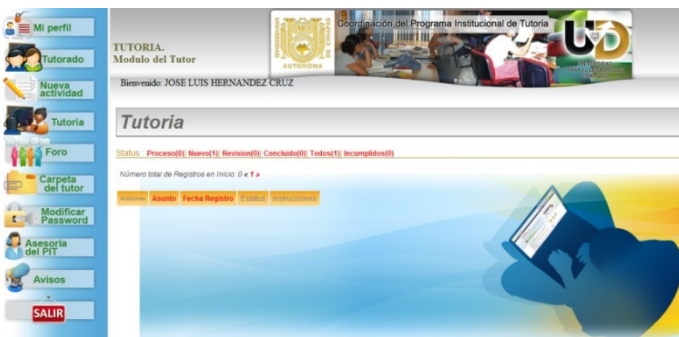 Mi perfil
Tutorado
Nueva
actividad
Tutoria
Foro
Carpeta
del tutor
Modificar
Password
Asesoria
del PIT
Avisos
SALIR
Coordinación del Programa Institucional de Tutoria
AUTONOMA
UD
TUTORIA.
Modulo del Tutor
Bienvenido: JOSE LUIS HERNANDEZ CRUZ
Tutoria
Status Proceso(0)| Nuevo(1)| Revision(0)| Concluido(0)| Todos(1)| Incumplidos(0)
Número total de Registros en Inicio: 0 « 1 »
Acciones Asunto Fecha Registro Estatus Instrucciones